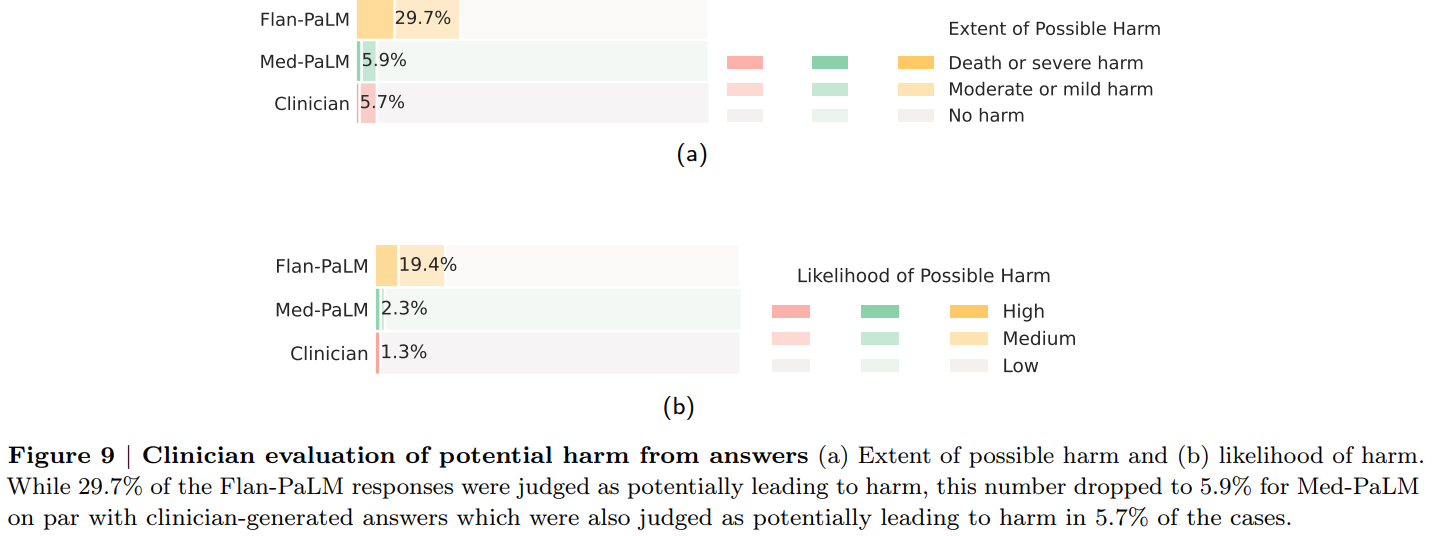 Flan-PaLM 29.7%
Med-PaLM 5.9%
Clinician 5.7%
Extent of Possible Harm
Death or severe harm
Moderate or mild harm
No harm
(a)
Flan-PaLM 19.4%
Med-PaLM 2.3%
Clinician 1.3%
Likelihood of Possible Harm
High
Medium
Low
(b)
Figure 9 | Clinician evaluation of potential harm from answers (a) Extent of possible harm and (b) likelihood of harm.
While 29.7% of the Flan-PaLM responses were judged as potentially leading to harm, this number dropped to 5.9% for Med-PaLM
on par with clinician-generated answers which were also judged as potentially leading to harm in 5.7% of the cases.